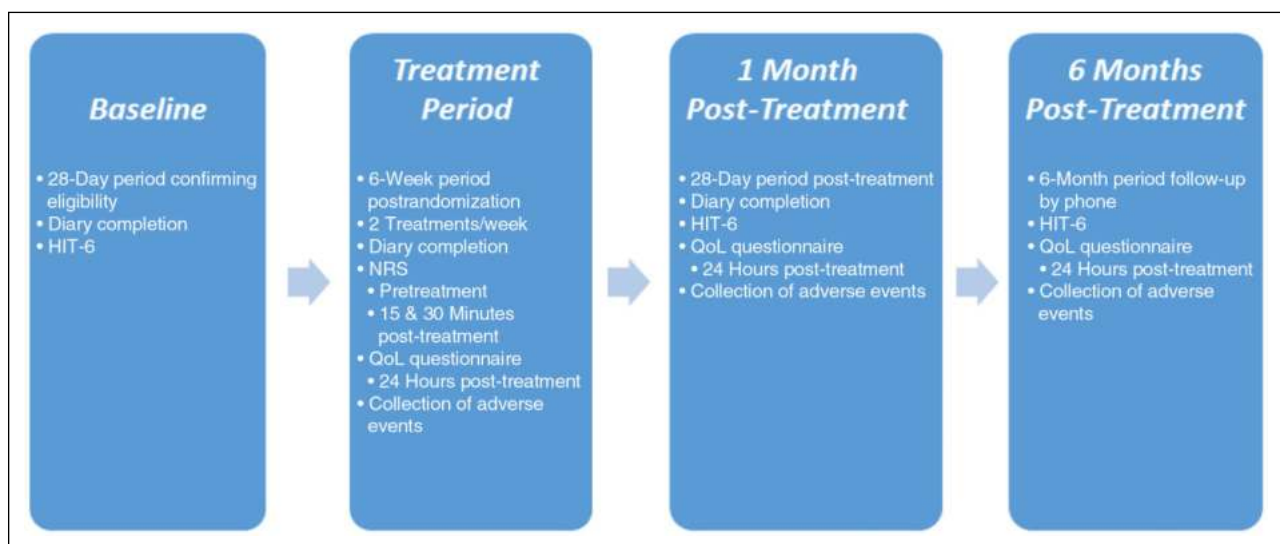 Baseline
• 28-Day period confirming
eligibility
• Diary completion
• HIT-6
Treatment
Period
• 6-Week period
postrandomization
• 2 Treatments/week
• Diary completion
• NRS
• Pretreatment
• 15 & 30 Minutes
post-treatment
• QoL questionnaire
• 24 Hours post-treatment
• Collection of adverse
events
1 Month
Post-Treatment
• 28-Day period post-treatment
• Diary completion
• HIT-6
• QoL questionnaire
• 24 Hours post-treatment
• Collection of adverse events
6 Months
Post-Treatment
• 6-Month period follow-up
by phone
• HIT-6
• QoL questionnaire
• 24 Hours post-treatment
• Collection of adverse
events